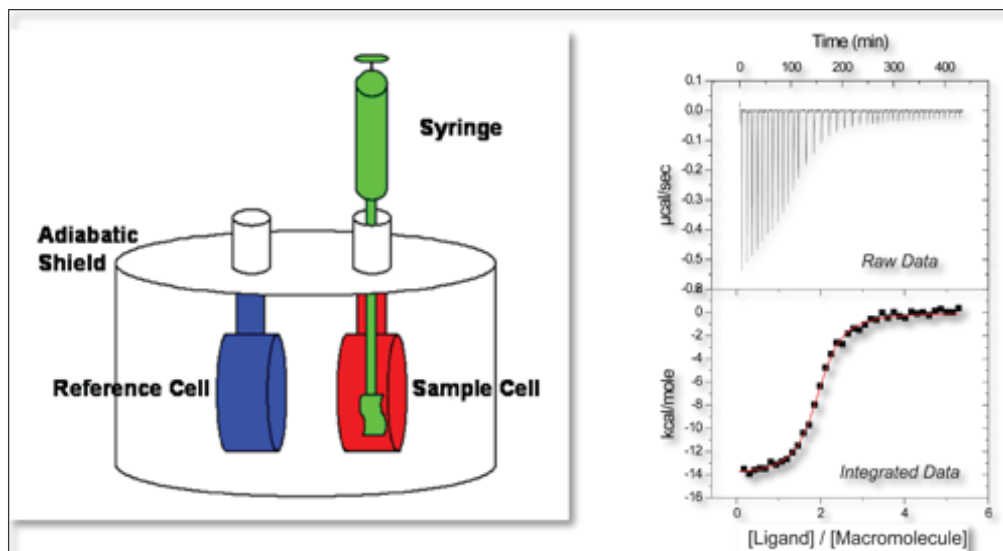 Syringe
Adiabatic
Shield
Reference Cell
Sample Cell
Time (min)
0 100 200 300 400
0.1
0.0
-0.1
-0.2
-0.3
-0.4
-0.5
µcal/sec
Raw Data
0
-2
-4
-6
-8
-10
-12
-14
-16
kcal/mole
Integrated Data
0 2 4 6
[Ligand] / [Macromolecule]